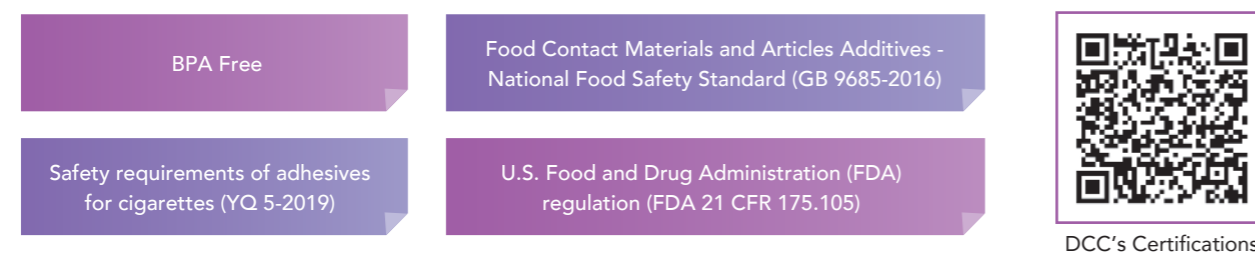 BPA Free
Food Contact Materials and Articles Additives -
National Food Safety Standard (GB 9685-2016)
Safety requirements of adhesives
for cigarettes (YQ 5-2019)
U.S. Food and Drug Administration (FDA)
regulation (FDA 21 CFR 175.105)
DCC's Certifications